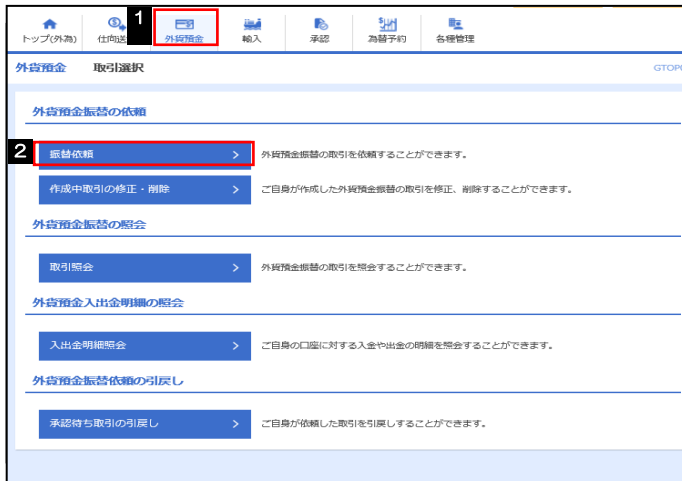 1
トップ(外為) 仕向送 外貨預金 輸入 承認 為替予約 各種管理
外貨預金 取引選択 GTOP
外貨預金振替の依頼
2
振替依頼 > 外貨預金振替の取引を依頼することができます。
作成中取引の修正・削除 > ご自身が作成した外貨預金振替の取引を修正、削除することができます。
外貨預金振替の照会
取引照会 > 外貨預金振替の取引を照会することができます。
外貨預金入出金明細の照会
入出金明細照会 > ご自身の口座に対する入金や出金の明細を照会することができます。
外貨預金振替依頼の引戻し
承認待ち取引の引戻し > ご自身が依頼した取引を引戻しすることができます。